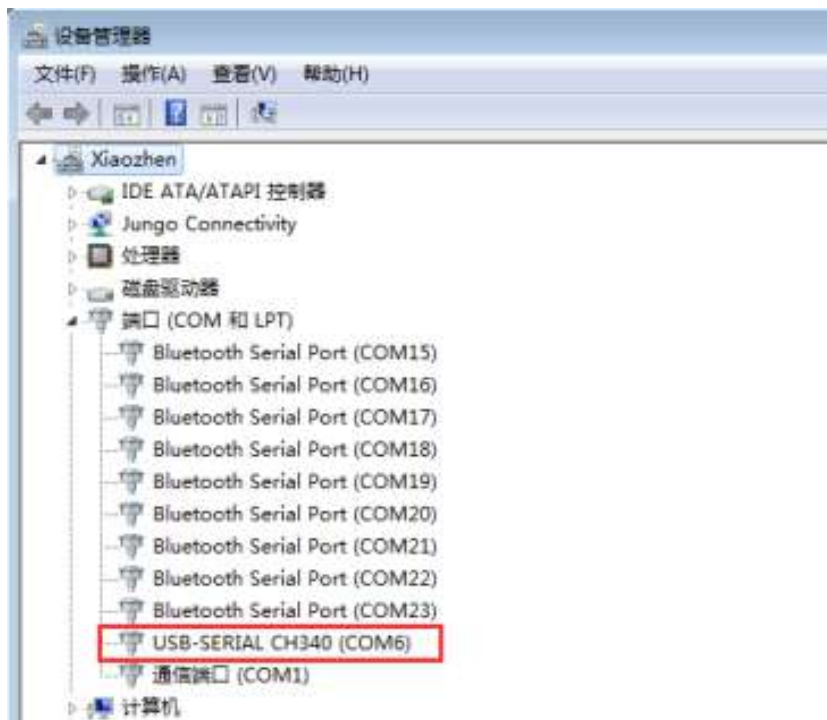 设备管理器
文件(F) 操作(A) 查看(V) 帮助(H)
Xiaozhen
IDE ATA/ATAPI 控制器
Jungo Connectivity
处理器
磁盘驱动器
端口 (COM 和 LPT)
Bluetooth Serial Port (COM15)
Bluetooth Serial Port (COM16)
Bluetooth Serial Port (COM17)
Bluetooth Serial Port (COM18)
Bluetooth Serial Port (COM19)
Bluetooth Serial Port (COM20)
Bluetooth Serial Port (COM21)
Bluetooth Serial Port (COM22)
Bluetooth Serial Port (COM23)
USB-SERIAL CH340 (COM6)
通信端口 (COM1)
计算机